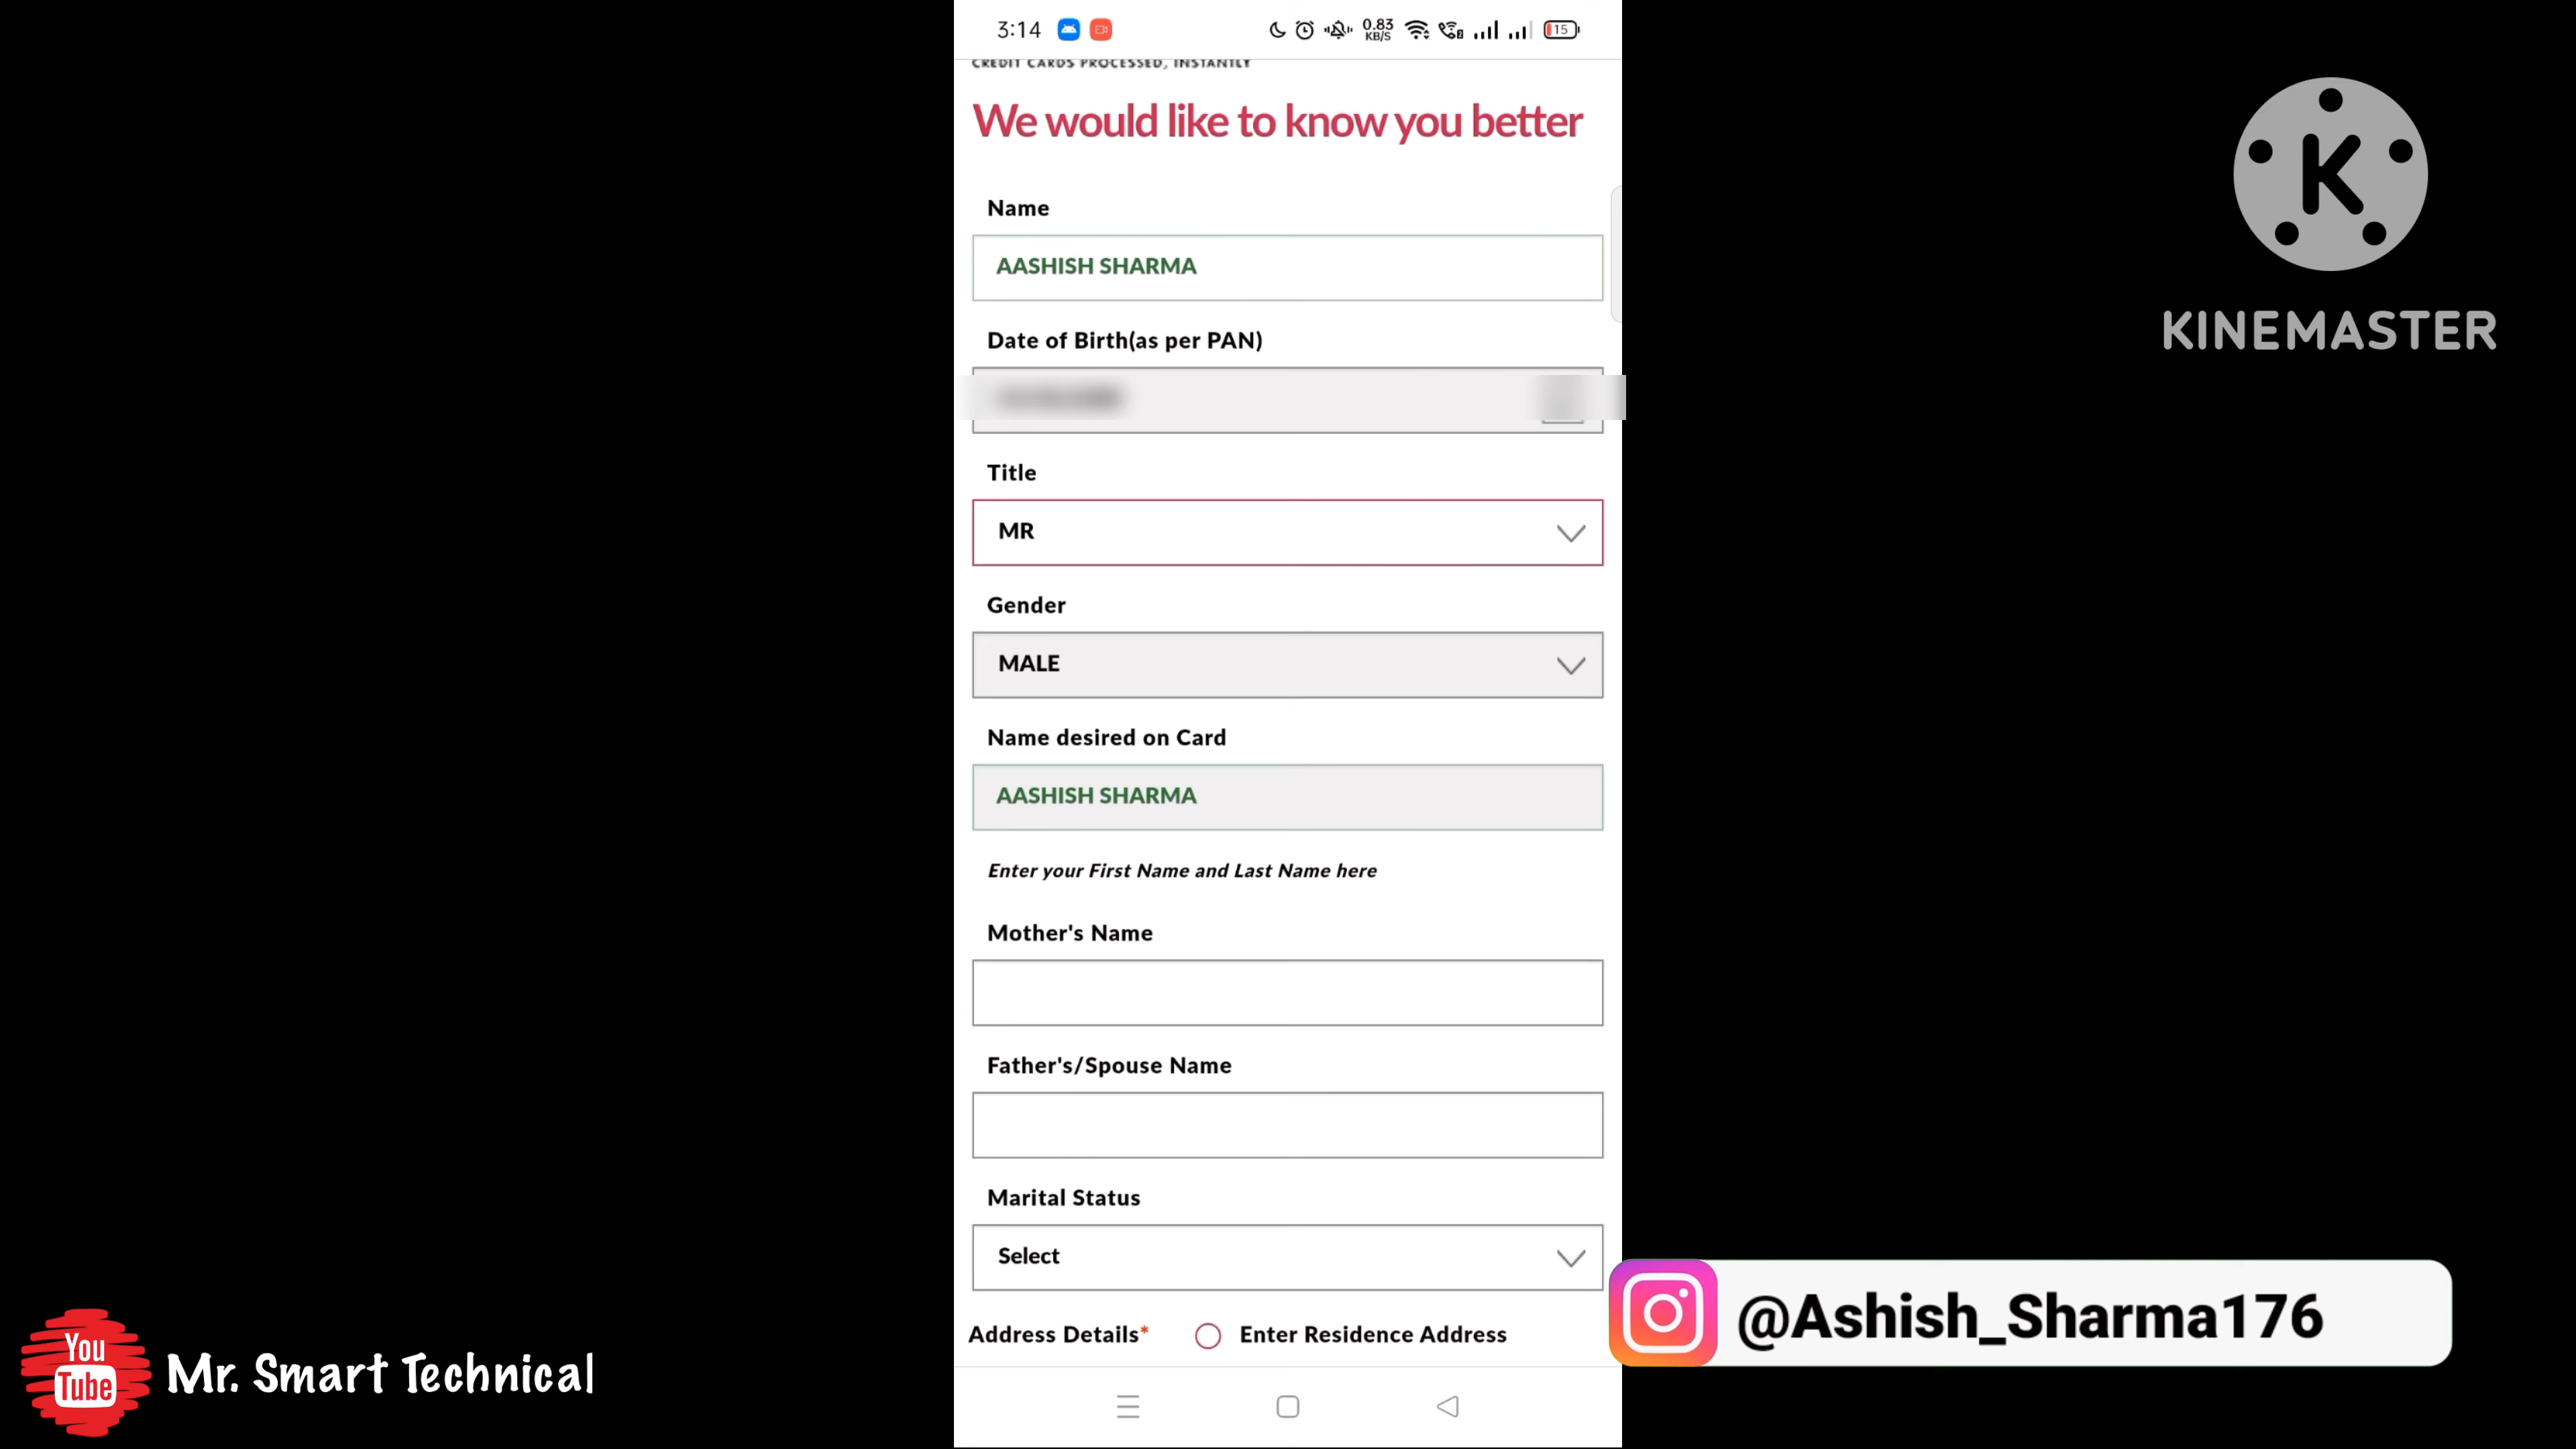 3:14
0.83
KB/S
15
CREDIT CARDS PROCESSED, INSTANTLY
We would like to know you better
Name
AASHISH SHARMA
Date of Birth(as per PAN)
Title
MR
Gender
MALE
Name desired on Card
AASHISH SHARMA
Enter your First Name and Last Name here
Mother's Name
Father's/Spouse Name
Marital Status
Select
Address Details*
Enter Residence Address
K
KINEMASTER
You
Tube
Mr. Smart Technical
@Ashish_Sharma176